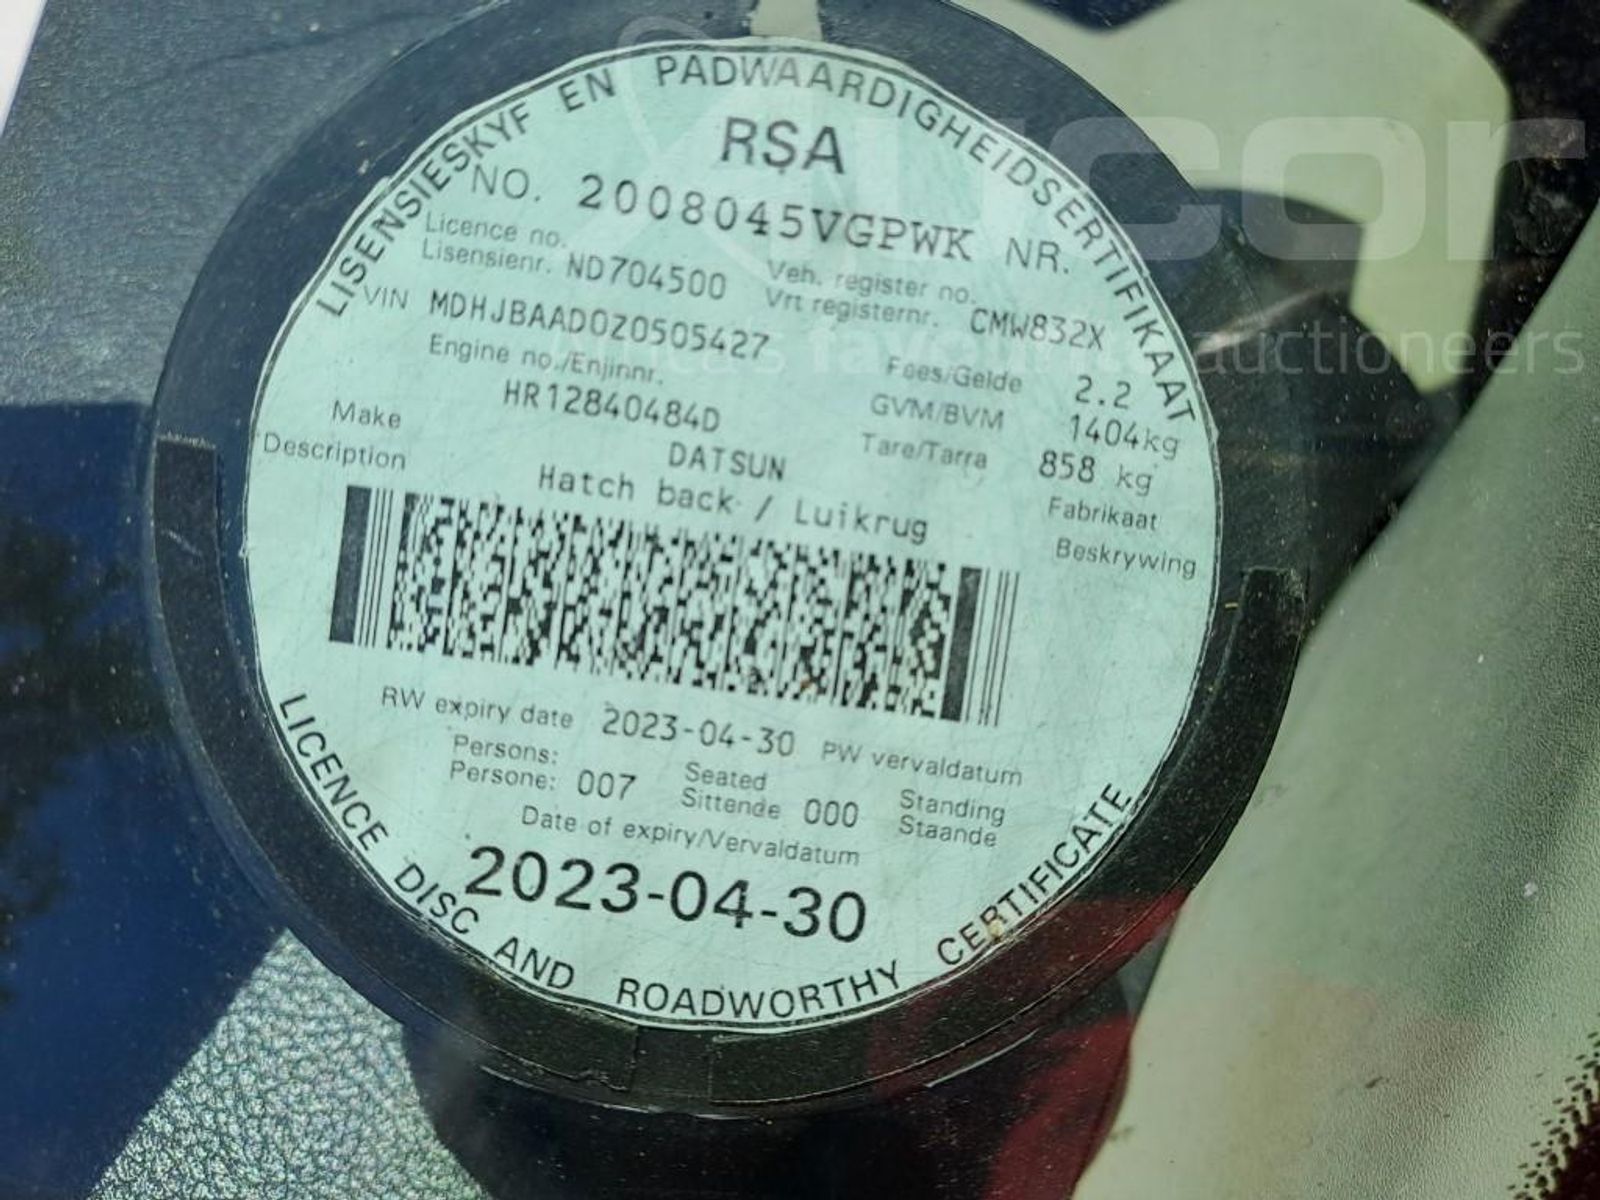 LISENSIESKYF EN PADWAARDIGHEIDSERTIFIKAAT
RSA
NO. 2008045VGPWK NR.
Licence no. Veh. register no.
Lisensienr. ND704500 Vrt registernr. CMW832X
VIN MDHJBAAD0Z0505427
Engine no./Enjinnr. Fees/Gelde 2.2
HR12840484D GVM/BVM 1404kg
Make DATSUN Tare/Tarra 858 kg
Description Hatch back / Luikrug Fabrikaat
Beskrywing
RW expiry date 2023-04-30 PW vervaldatum
Persons: Seated Standing
Persone: 007 Sittende 000 Staande
Date of expiry/Vervaldatum
2023-04-30
LICENCE DISC AND ROADWORTHY CERTIFICATE
favourite auctioneers